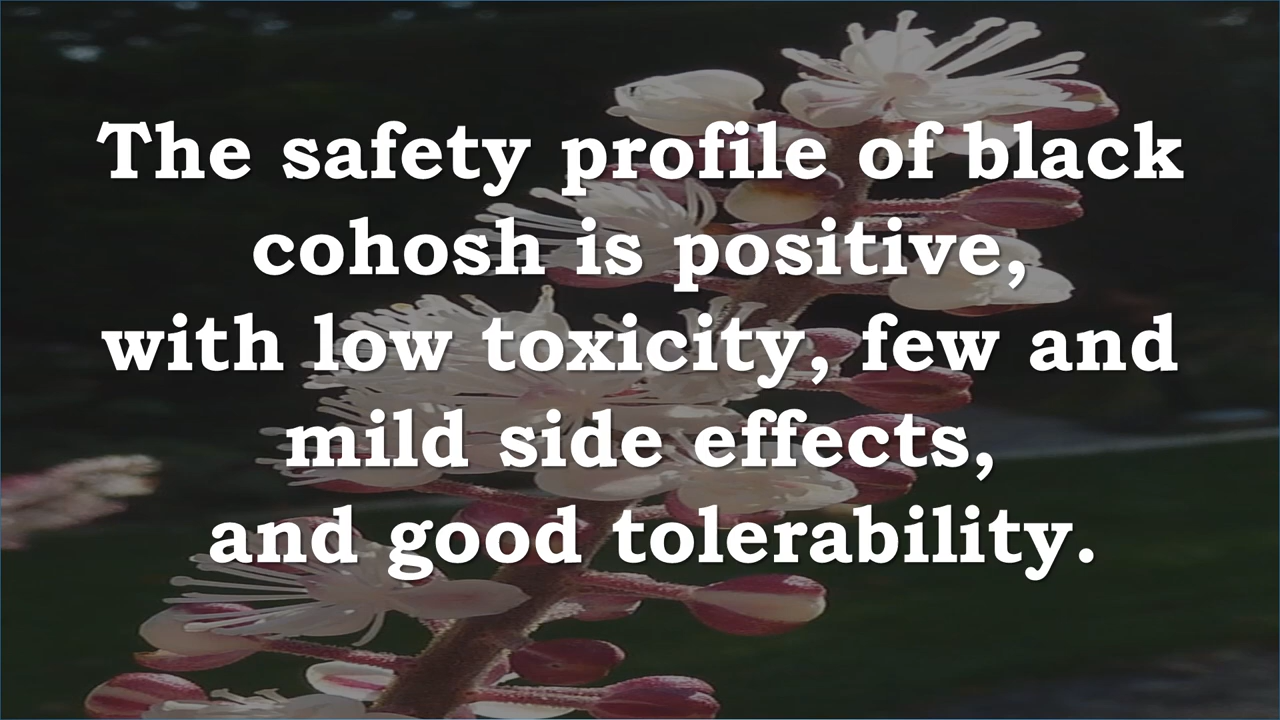 The safety profile of black
cohosh is positive,
with low toxicity, few and
mild side effects,
and good tolerability.